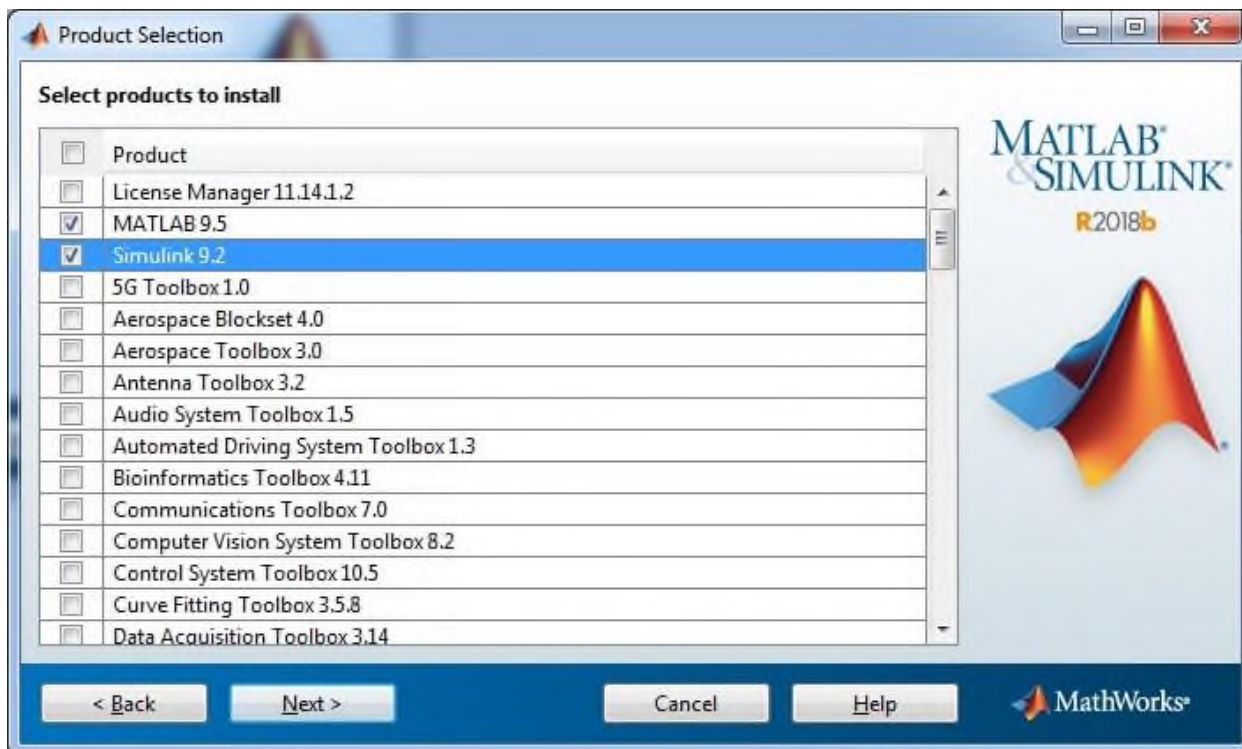 Product Selection
Select products to install
Product
License Manager 11.14.1.2
MATLAB 9.5
Simulink 9.2
5G Toolbox 1.0
Aerospace Blockset 4.0
Aerospace Toolbox 3.0
Antenna Toolbox 3.2
Audio System Toolbox 1.5
Automated Driving System Toolbox 1.3
Bioinformatics Toolbox 4.11
Communications Toolbox 7.0
Computer Vision System Toolbox 8.2
Control System Toolbox 10.5
Curve Fitting Toolbox 3.5.8
Data Acquisition Toolbox 3.14
MATLAB®
&SIMULINK®
R2018b
< Back
Next >
Cancel
Help
MathWorks®